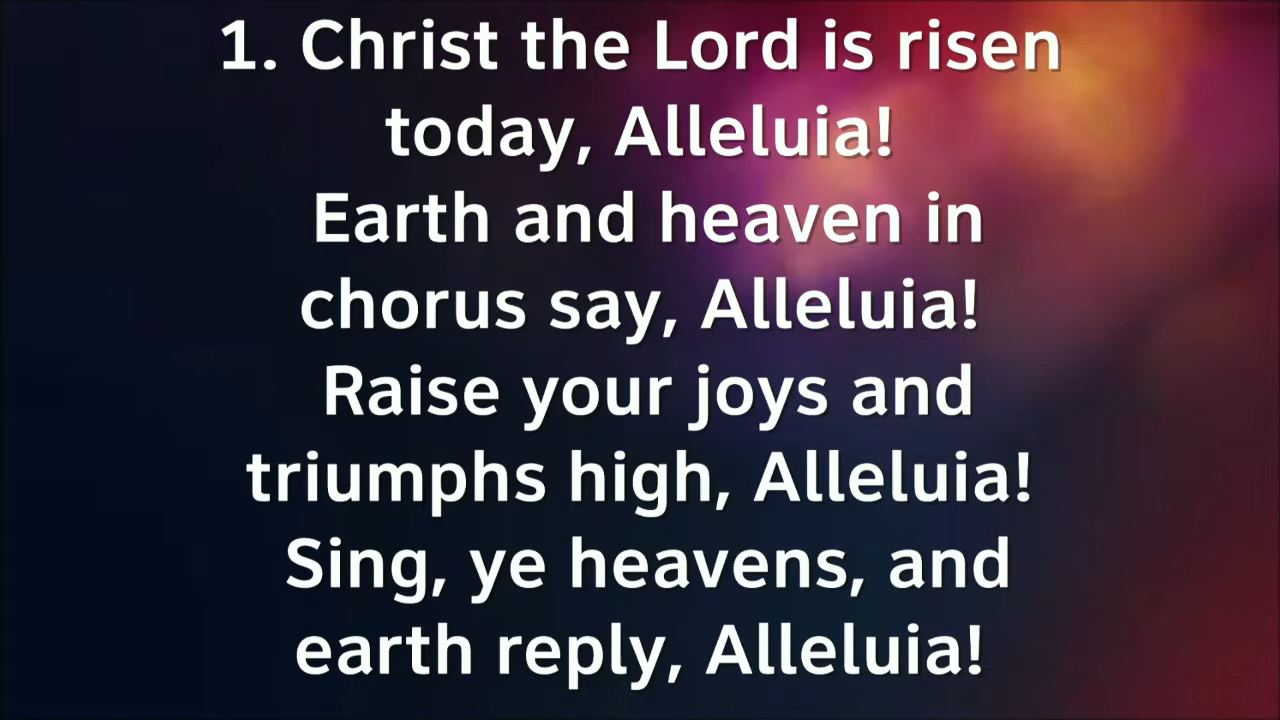 1. Christ the Lord is risen
today, Alleluia!
Earth and heaven in
chorus say, Alleluia!
Raise your joys and
triumphs high, Alleluia!
Sing, ye heavens, and
earth reply, Alleluia!